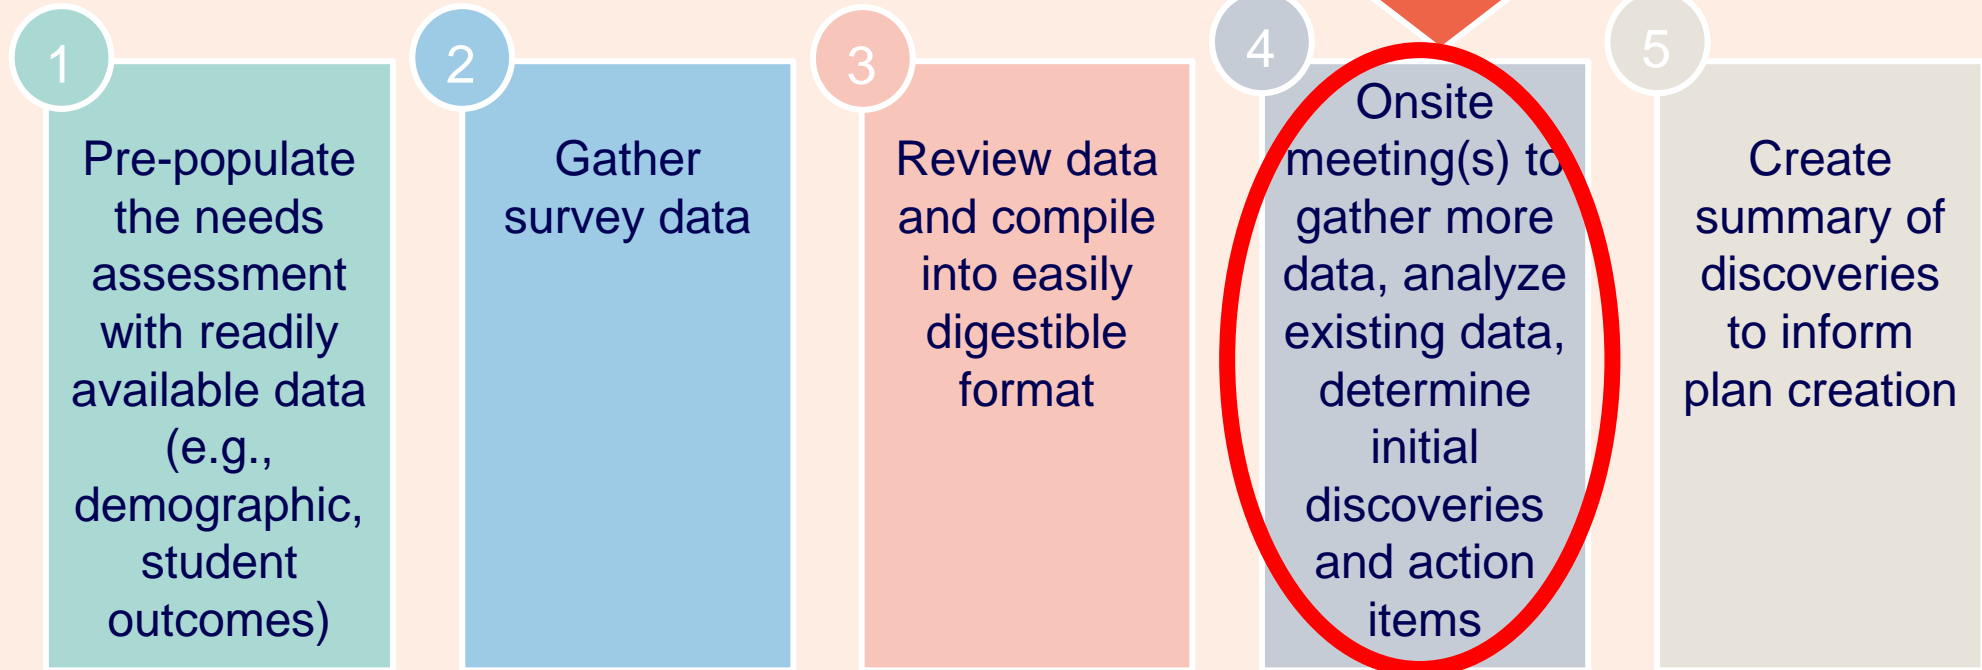 1
Pre-populate
the needs
assessment
with readily
available data
(e.g.,
demographic,
student
outcomes)
2
Gather
survey data
3
Review data
and compile
into easily
digestible
format
4
Onsite
meeting(s) to
gather more
data, analyze
existing data,
determine
initial
discoveries
and action
items
5
Create
summary of
discoveries
to inform
plan creation